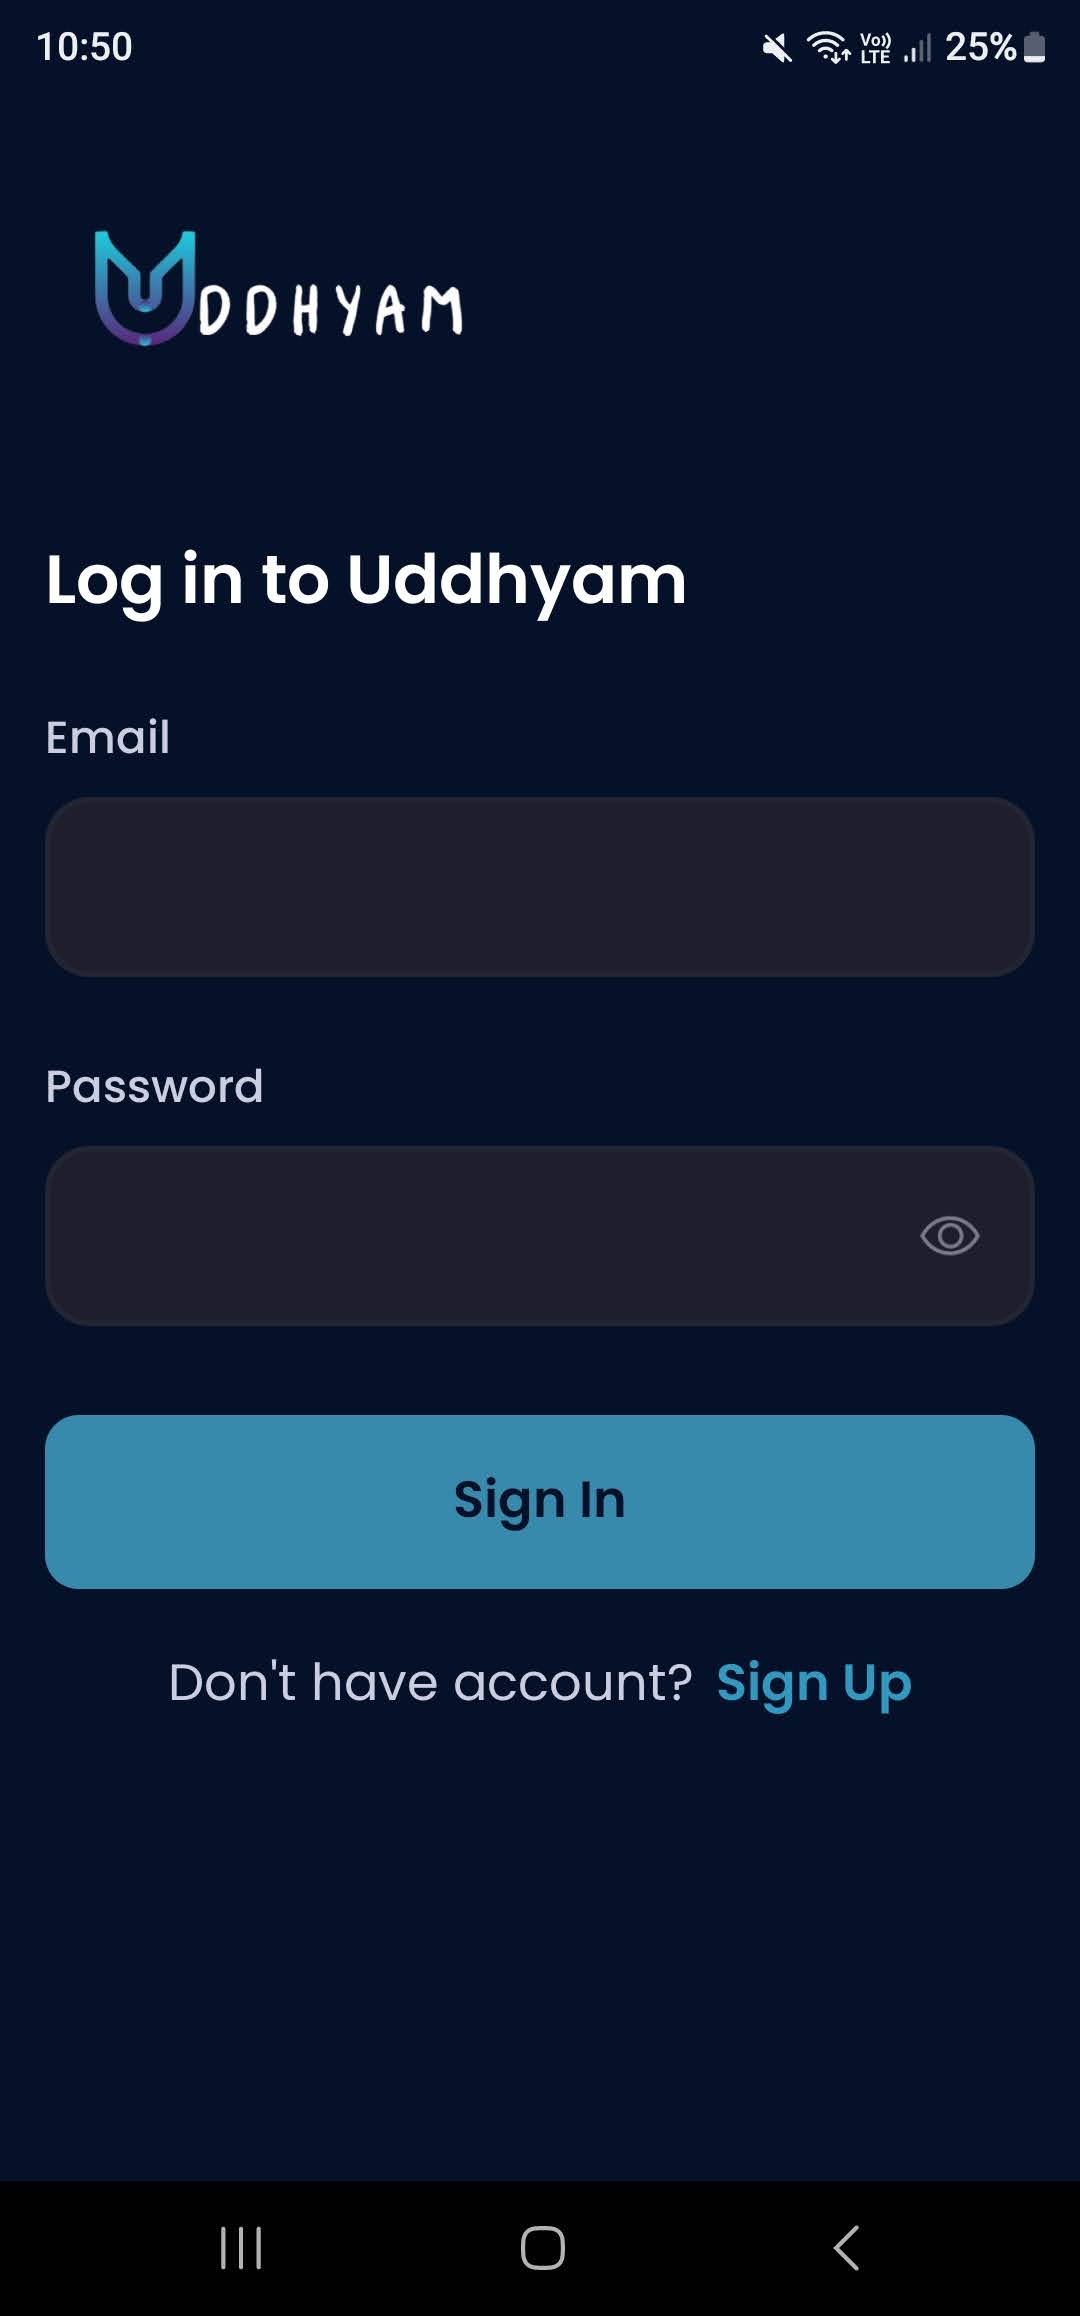 10:50 Vo)) LTE 25%
UDDHYAM
Log in to Uddhyam
Email
Password
Sign In
Don't have account? Sign Up